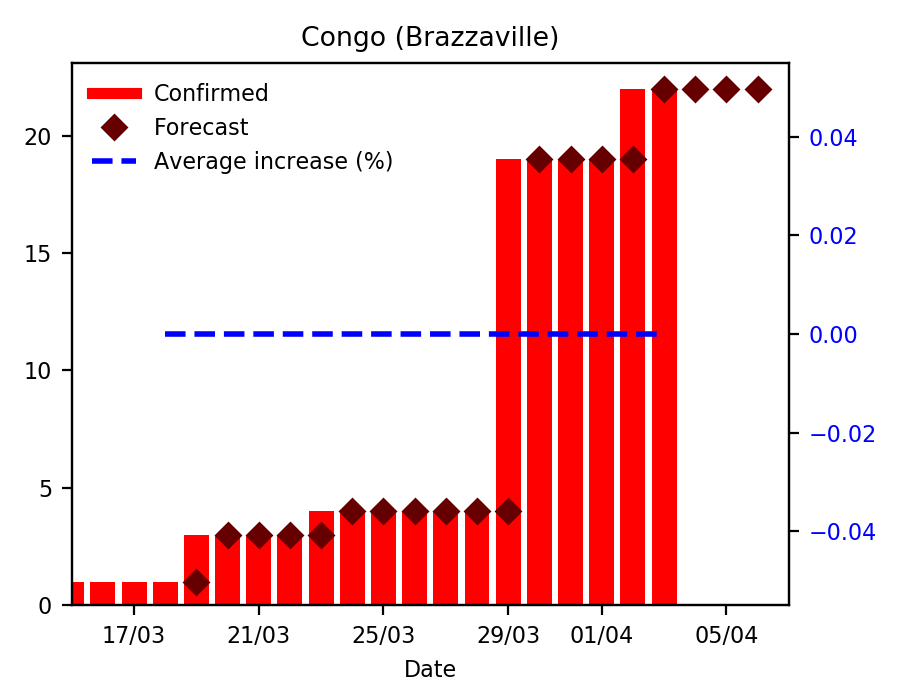 Congo (Brazzaville)
Confirmed
Forecast
Average increase (%)
20
15
10
5
0
0.04
0.02
0.00
−0.02
−0.04
17/03 21/03 25/03 29/03 01/04 05/04
Date